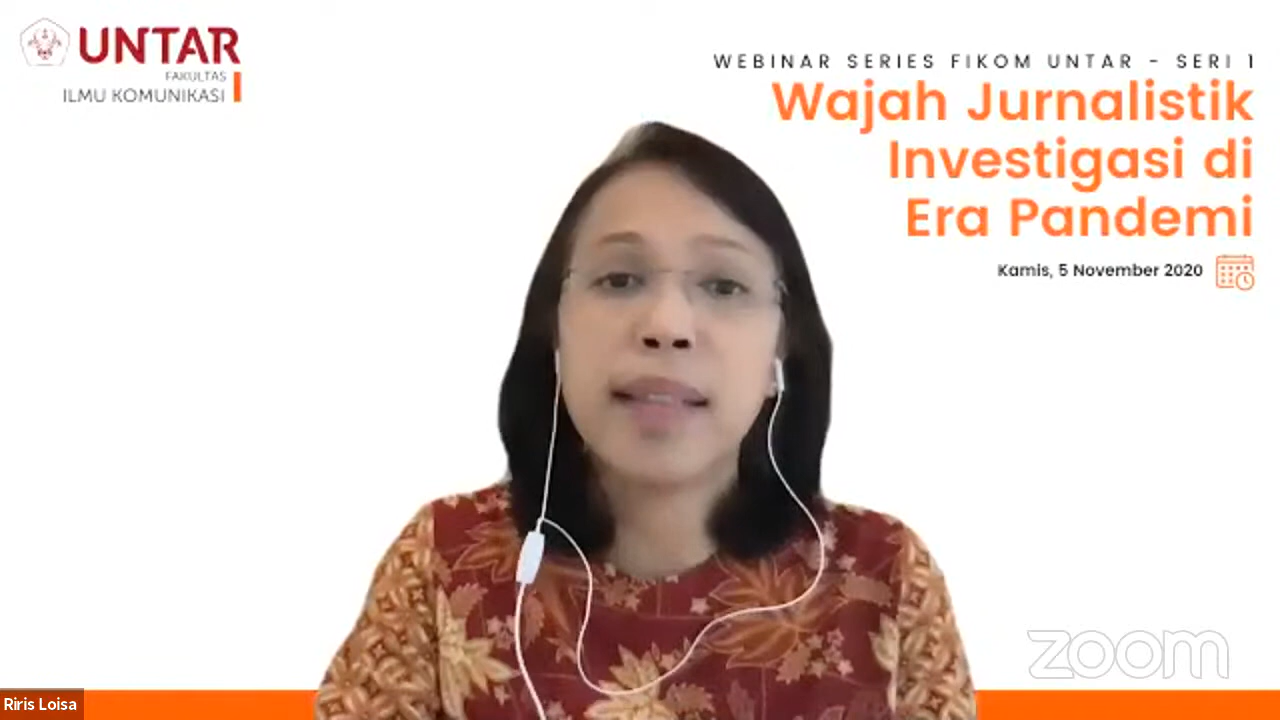 UNTAR
FAKULTAS
ILMU KOMUNIKASI
WEBINAR SERIES FIKOM UNTAR - SERI 1
Wajah Jurnalistik
Investigasi di
Era Pandemi
Kamis, 5 November 2020
zoom
Riris Loisa